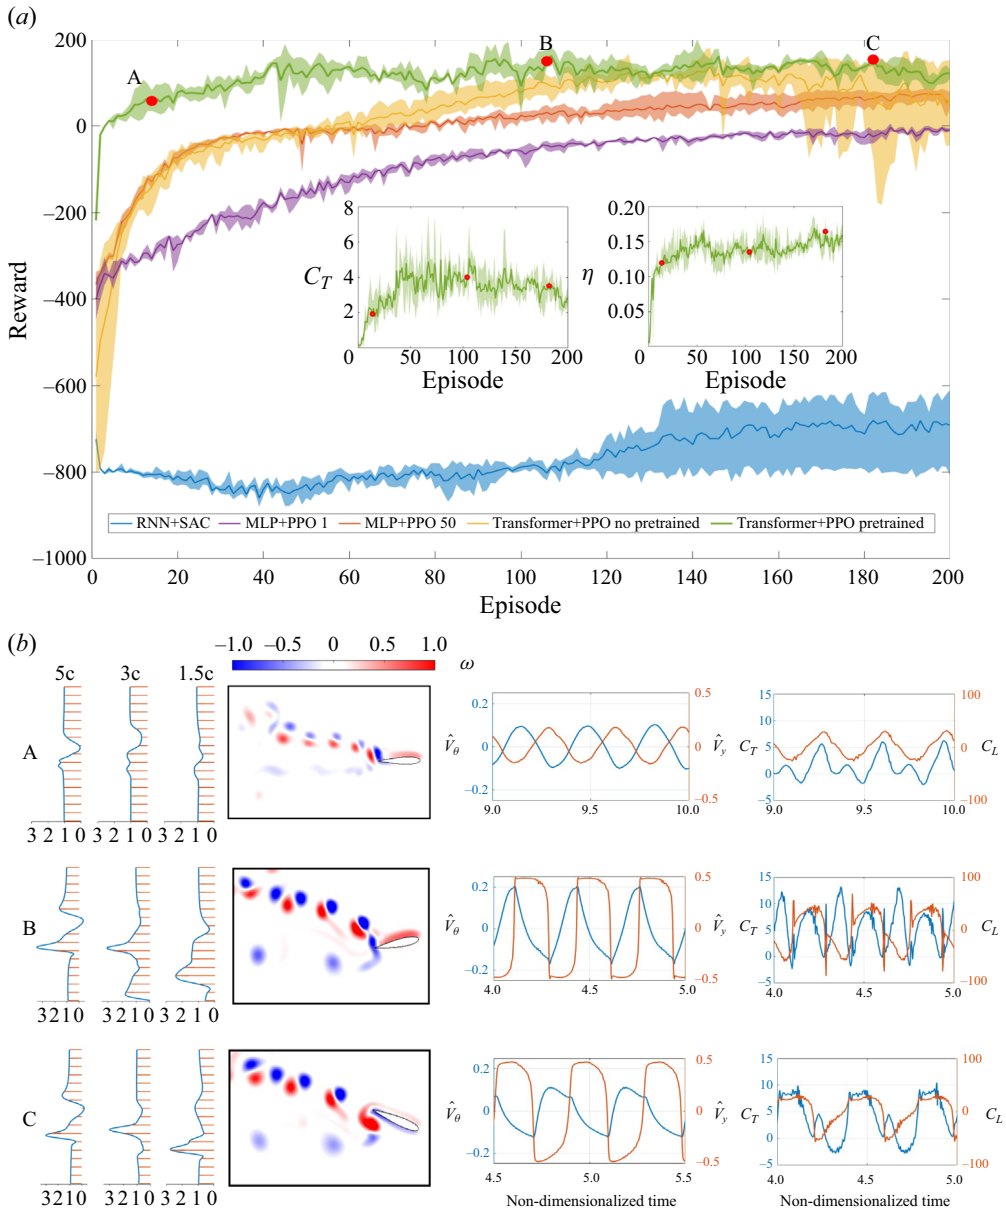 (a)
200
0
−200
−400
−600
−800
−1000
Reward
A
B
C
8
6
4
2
0
C_T
0 50 100 150 200
Episode
0.20
0.15
0.10
0.05
η
0 50 100 150 200
Episode
RNN+SAC MLP+PPO 1 MLP+PPO 50 Transformer+PPO no pretrained Transformer+PPO pretrained
0 20 40 60 80 100 120 140 160 180 200
Episode
(b)
−1.0 −0.5 0 0.5 1.0
ω
5c 3c 1.5c
A
3 2 1 0 3 2 1 0 3 2 1 0
0.2
0
−0.2
V̂_θ
9.0 9.5 10.0
0.5
0
−0.5
V̂_y
15
10
5
0
−5
C_T
9.0 9.5 10.0
100
0
−100
C_L
B
3 2 1 0 3 2 1 0 3 2 1 0
0.2
0
−0.2
V̂_θ
4.0 4.5 5.0
0.5
0
−0.5
V̂_y
15
10
5
0
−5
C_T
4.0 4.5 5.0
100
0
−100
C_L
C
3 2 1 0 3 2 1 0 3 2 1 0
0.2
0
−0.2
V̂_θ
4.5 5.0 5.5
0.5
0
−0.5
V̂_y
Non-dimensionalized time
15
10
5
0
−5
C_T
4.0 4.5 5.0
100
0
−100
C_L
Non-dimensionalized time